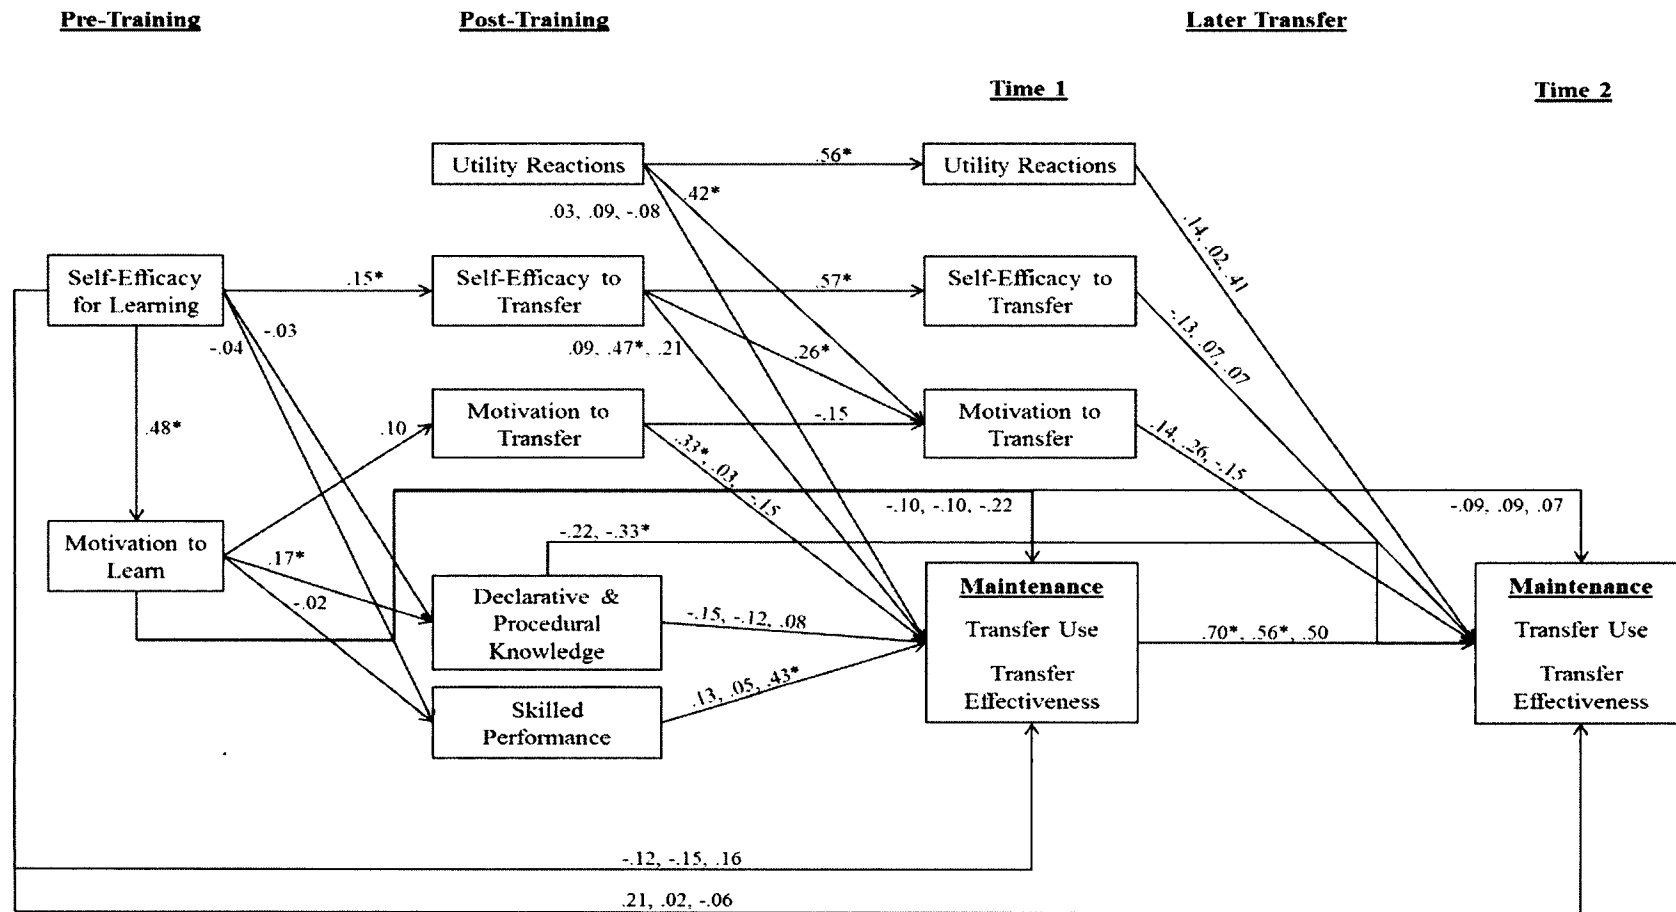 Pre-Training
Post-Training
Later Transfer
Time 1
Time 2
Utility Reactions
.56*
Utility Reactions
.42*
.03, .09, -.08
.14, .02, .41
Self-Efficacy
for Learning
.15*
Self-Efficacy to
Transfer
.57*
Self-Efficacy to
Transfer
-.03
-.04
.09, .47*, .21
.26*
-.13, .07, .07
.48*
.10
Motivation to
Transfer
-.15
Motivation to
Transfer
.33*, .03, -.15
.14, .26, -.15
-.10, -.10, -.22
-.09, .09, .07
Motivation to
Learn
.17*
-.02
-.22, -.33*
Declarative &
Procedural
Knowledge
-.15, -.12, .08
Maintenance
Transfer Use
Transfer
Effectiveness
.70*, .56*, .50
Maintenance
Transfer Use
Transfer
Effectiveness
Skilled
Performance
.13, .05, .43*
-.12, -.15, .16
.21, .02, -.06